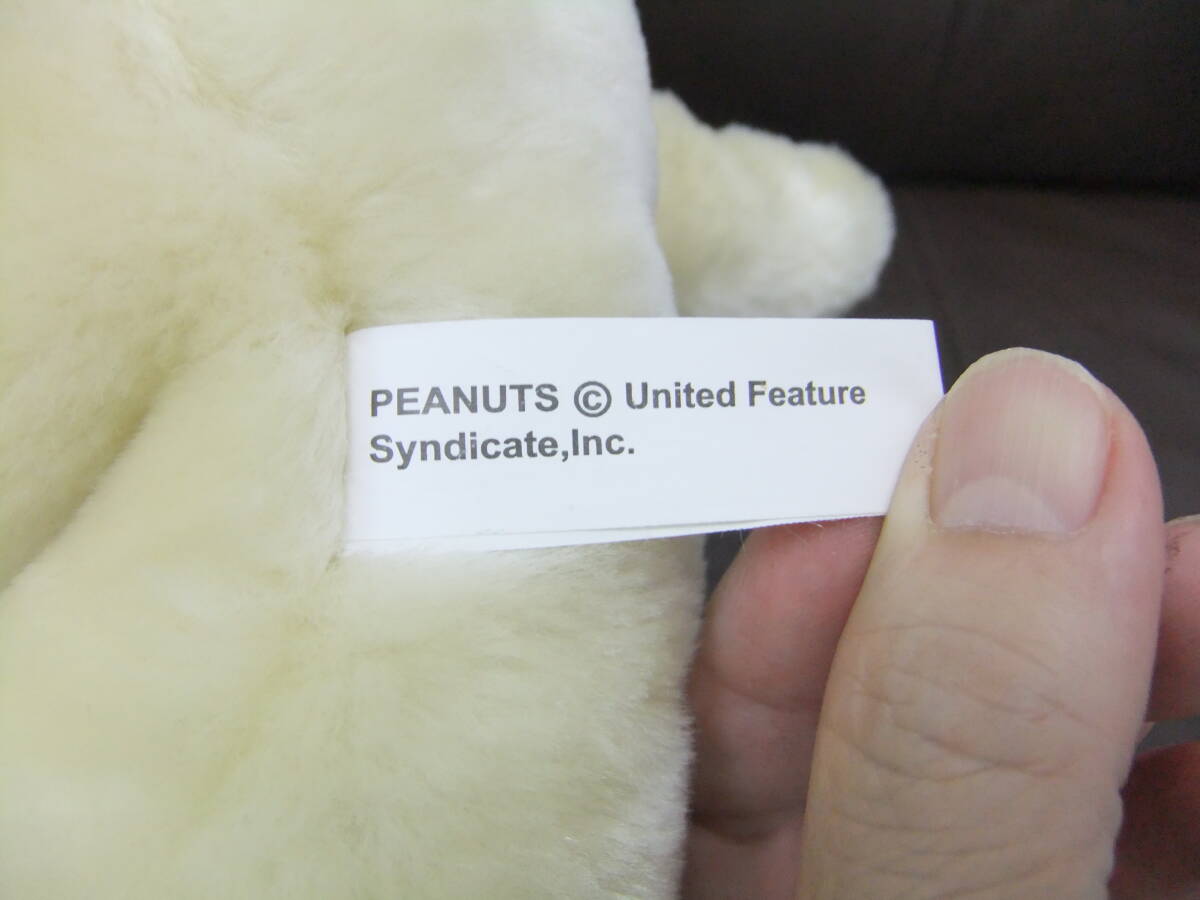 PEANUTS © United Feature
Syndicate,Inc.